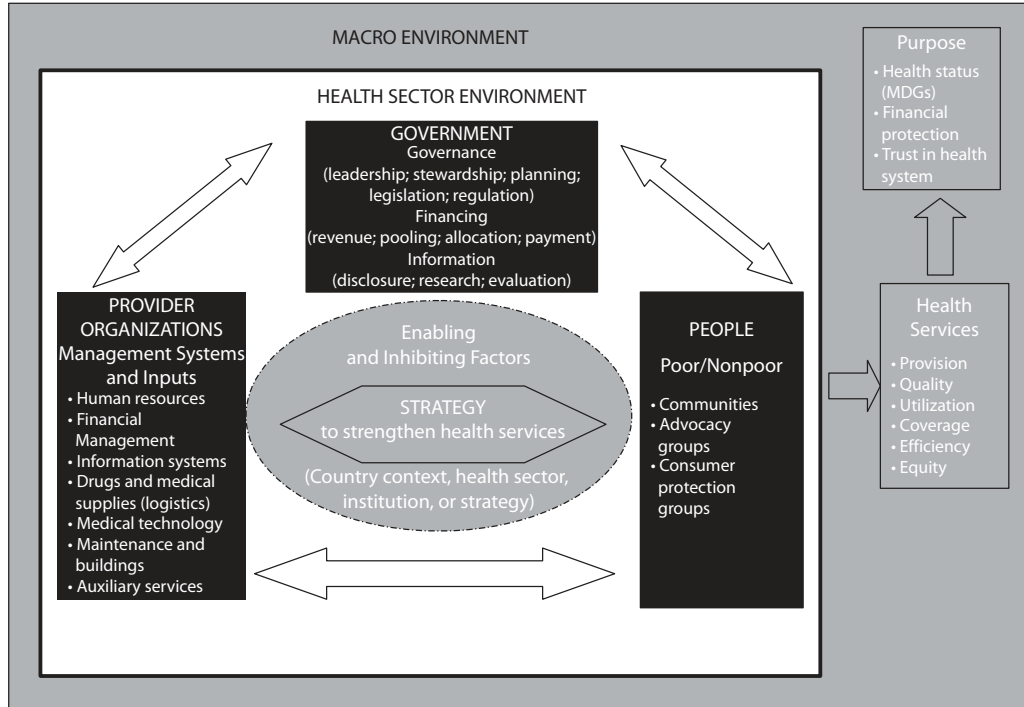 MACRO ENVIRONMENT
HEALTH SECTOR ENVIRONMENT
GOVERNMENT
Governance
(leadership; stewardship; planning;
legislation; regulation)
Financing
(revenue; pooling; allocation; payment)
Information
(disclosure; research; evaluation)
PROVIDER
ORGANIZATIONS
Management Systems
and Inputs
• Human resources
• Financial
Management
• Information systems
• Drugs and medical
supplies (logistics)
• Medical technology
• Maintenance and
buildings
• Auxiliary services
Enabling
and Inhibiting Factors
STRATEGY
to strengthen health services
(Country context, health sector,
institution, or strategy)
PEOPLE
Poor/Nonpoor
• Communities
• Advocacy
groups
• Consumer
protection
groups
Purpose
• Health status
(MDGs)
• Financial
protection
• Trust in health
system
Health
Services
• Provision
• Quality
• Utilization
• Coverage
• Efficiency
• Equity